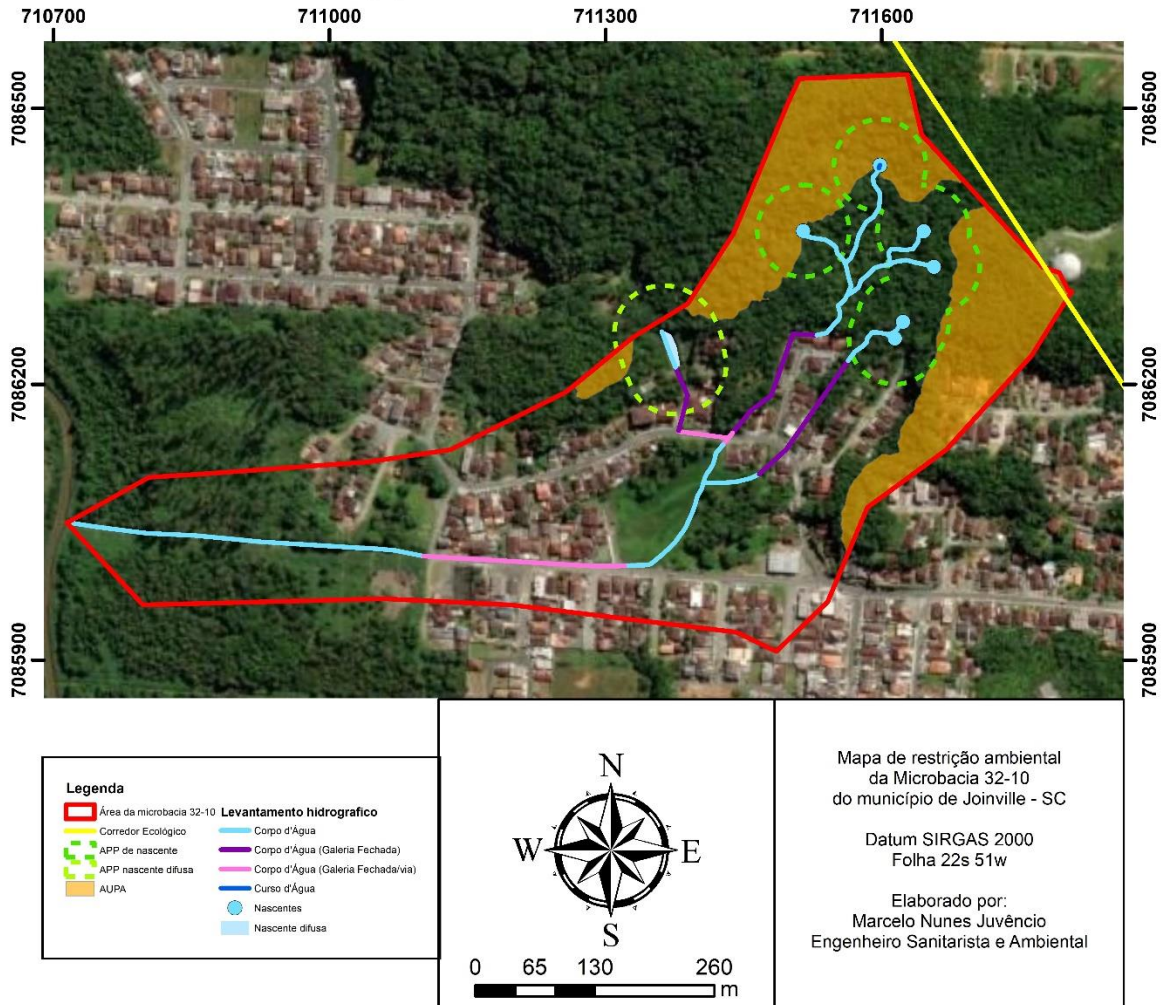 710700
711000
711300
711600
7086500
7086500
7086200
7086200
7085900
7085900
Legenda
Área da microbacia 32-10
Corredor Ecológico
APP de nascente
APP nascente difusa
AUPA
Levantamento hidrografico
Corpo d'Água
Corpo d'Água (Galeria Fechada)
Corpo d'Água (Galeria Fechada/via)
Curso d'Água
Nascentes
Nascente difusa
N
W
E
S
0 65 130 260
m
Mapa de restrição ambiental
da Microbacia 32-10
do município de Joinville - SC
Datum SIRGAS 2000
Folha 22s 51w
Elaborado por:
Marcelo Nunes Juvêncio
Engenheiro Sanitarista e Ambiental